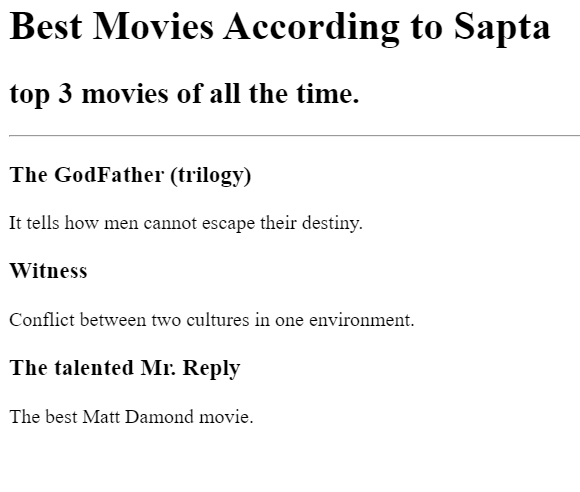 Best Movies According to Sapta
top 3 movies of all the time.
The GodFather (trilogy)
It tells how men cannot escape their destiny.
Witness
Conflict between two cultures in one environment.
The talented Mr. Reply
The best Matt Damond movie.